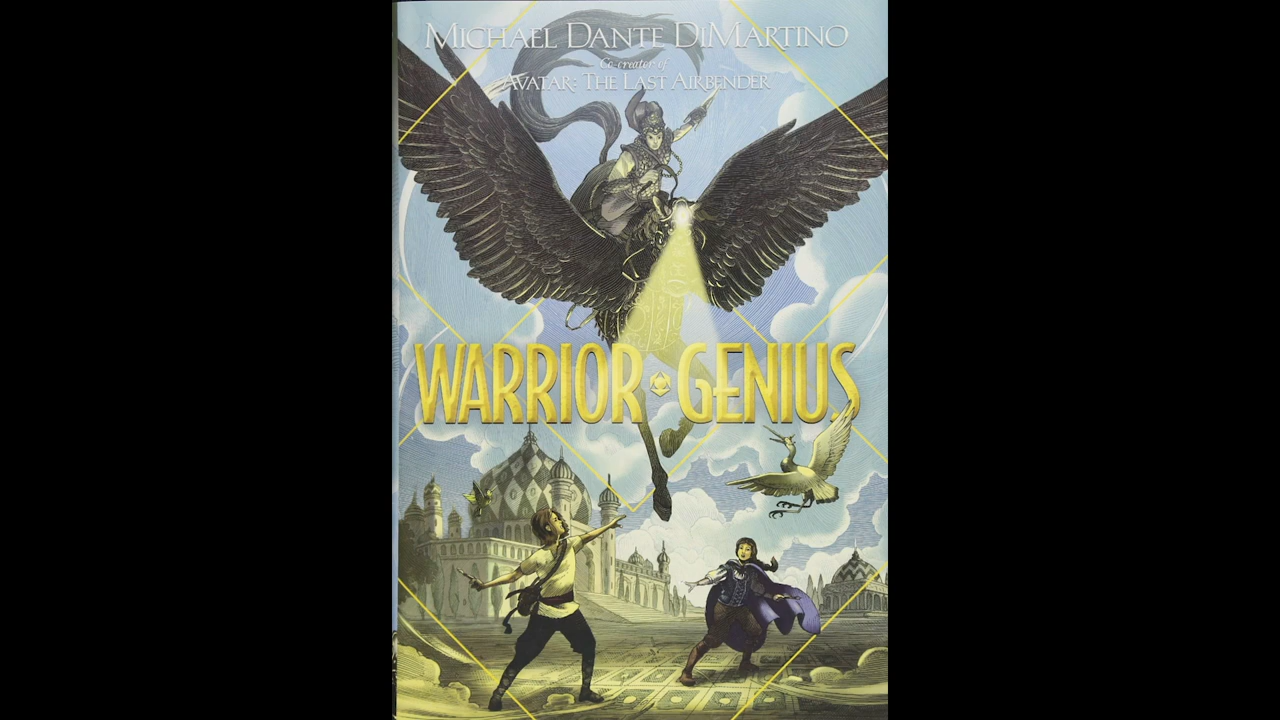 Michael Dante DiMartino
Co-creator of
Avatar: The Last Airbender
Warrior Genius